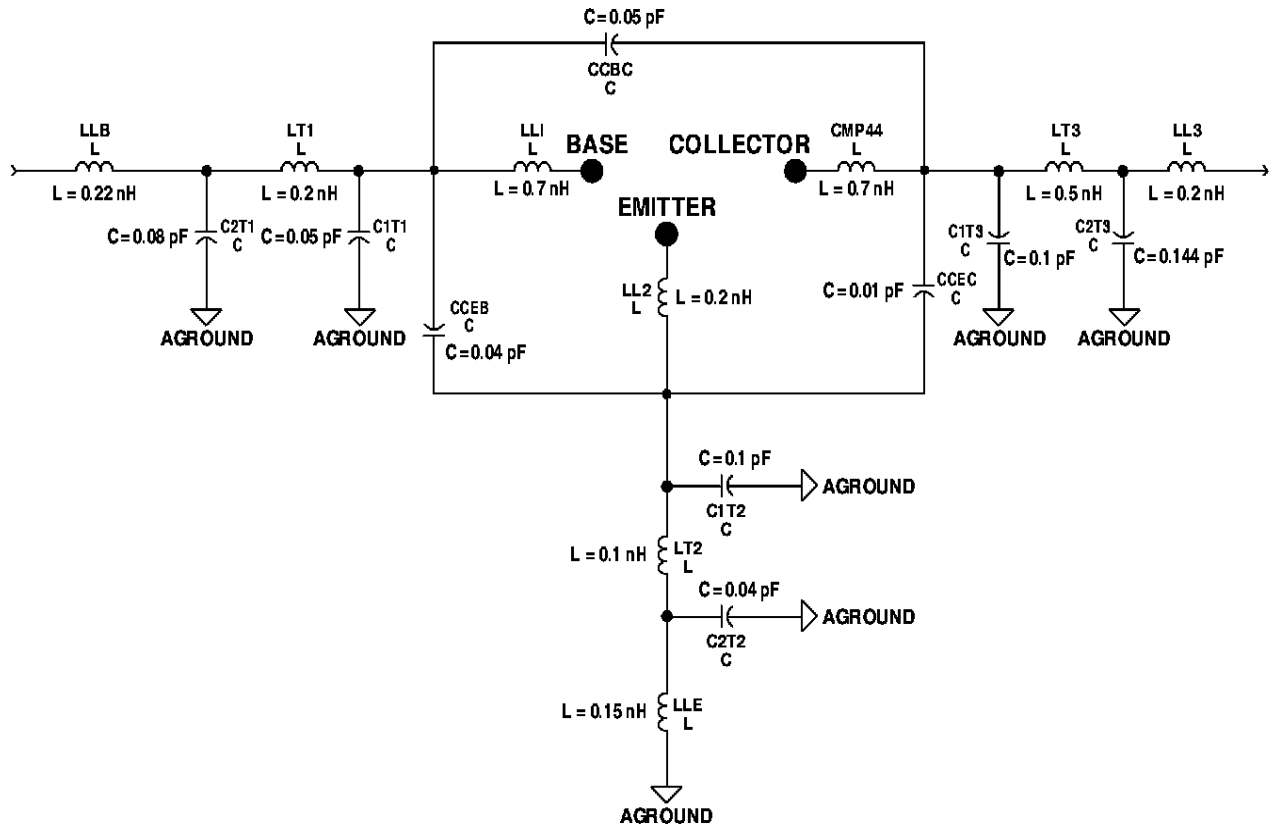 C=0.05 pF
CCBC
C
LLB
L
L = 0.22 nH
LT1
L
L = 0.2 nH
LLI
L
L = 0.7 nH
BASE
COLLECTOR
CMP44
L
L = 0.7 nH
LT3
L
L = 0.5 nH
LL3
L
L = 0.2 nH
EMITTER
C=0.08 pF
C2T1
C
C=0.05 pF
C1T1
C
LL2
L
L = 0.2 nH
C1T3
C
C=0.1 pF
C2T3
C
C=0.144 pF
C=0.01 pF
CCEC
C
CCEB
C
C=0.04 pF
AGROUND
AGROUND
AGROUND
AGROUND
C=0.1 pF
C1T2
C
AGROUND
L = 0.1 nH
LT2
L
C=0.04 pF
C2T2
C
AGROUND
L = 0.15 nH
LLE
L
AGROUND